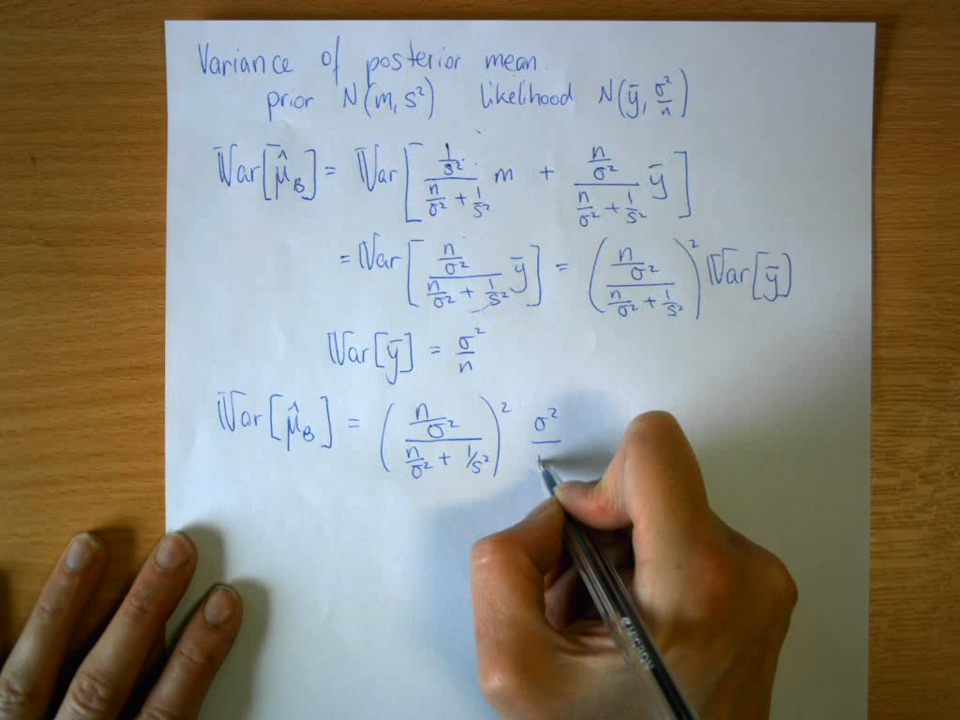 Variance of posterior mean.
prior N(m, s²) likelihood N(ȳ, σ²/n)
Var[μ̂_B] = Var[ (1/s²)/(n/σ² + 1/s²) m + (n/σ²)/(n/σ² + 1/s²) ȳ ]
= Var[ (n/σ²)/(n/σ² + 1/s²) ȳ ] = ( (n/σ²)/(n/σ² + 1/s²) )² Var[ȳ]
Var[ȳ] = σ²/n
Var[μ̂_B] = ( (n/σ²)/(n/σ² + 1/s²) )² σ²/
MICRON